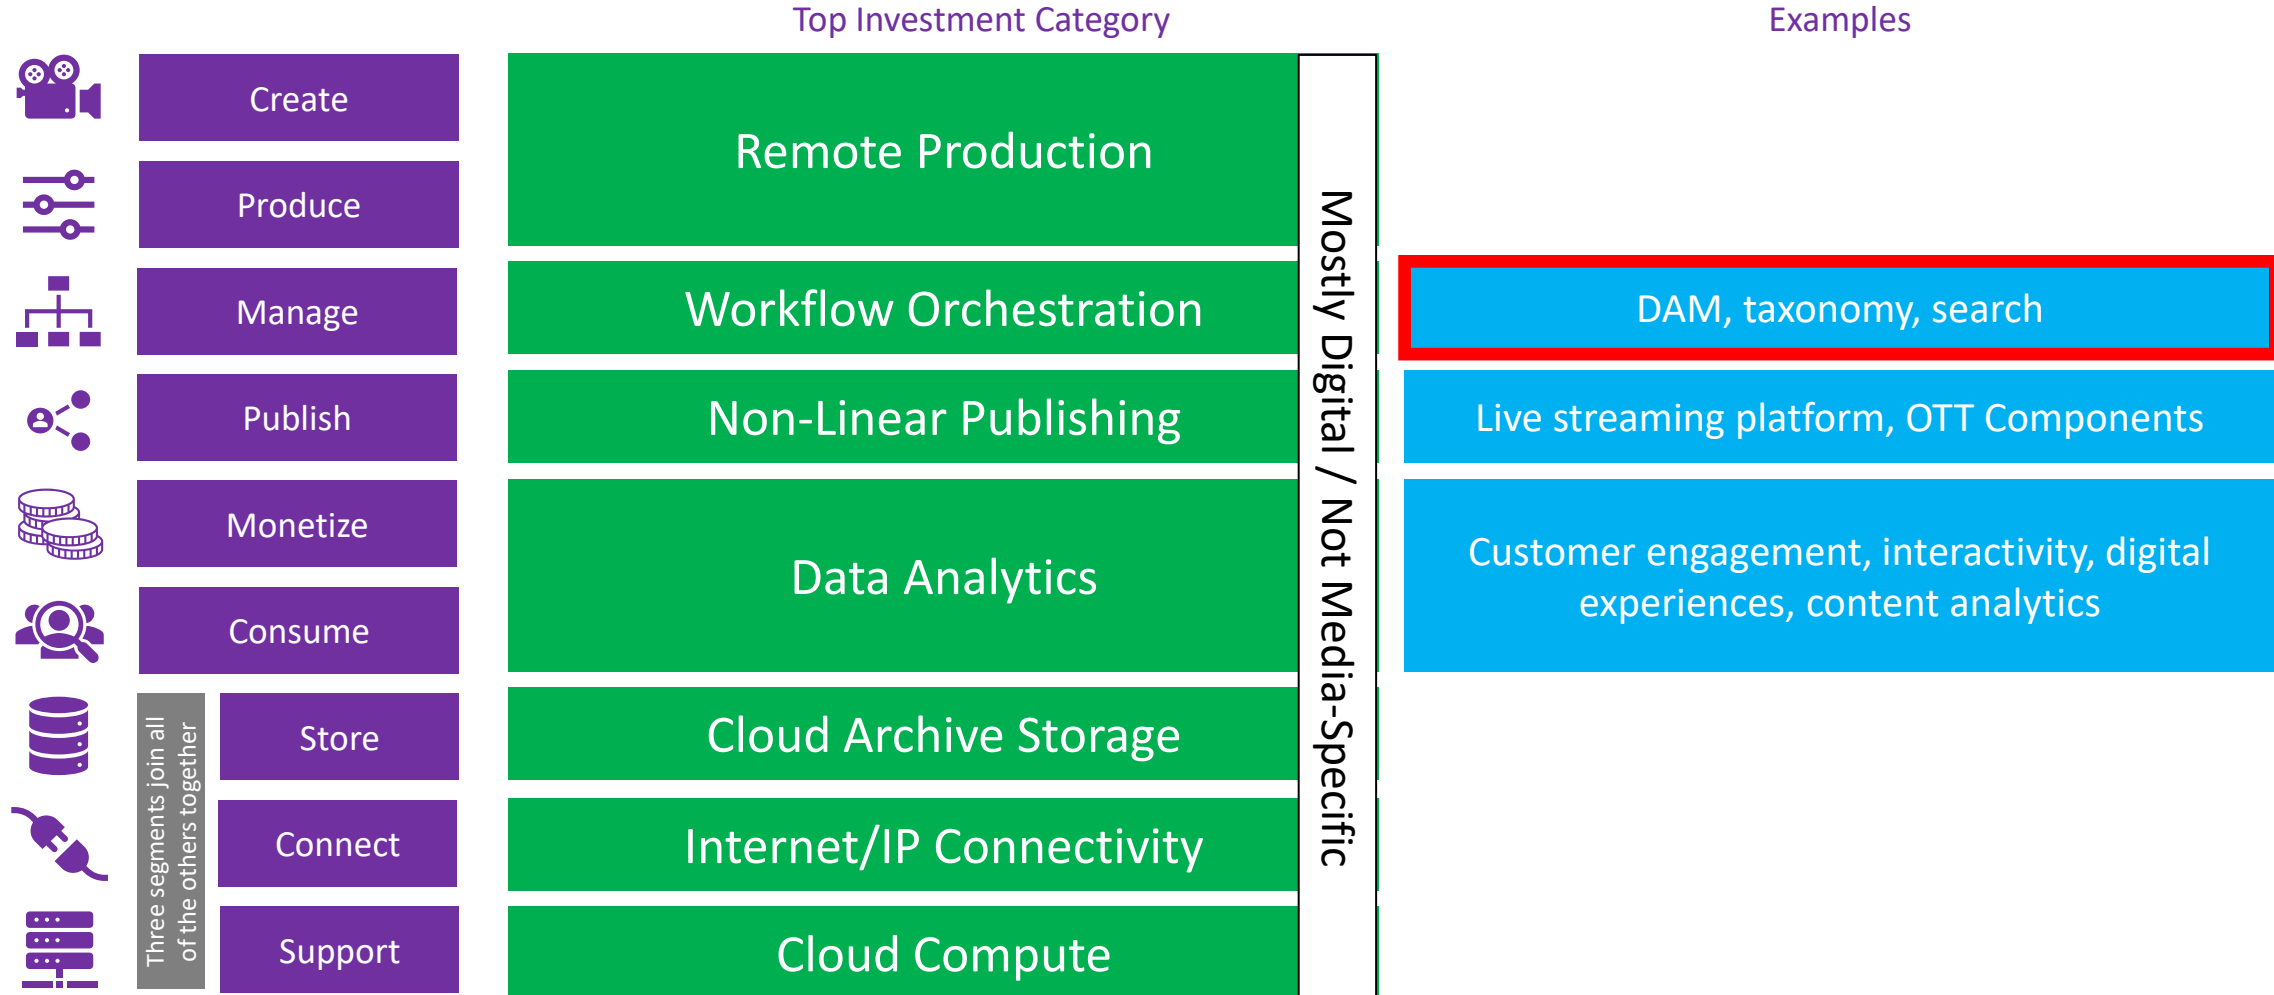 Top Investment Category
Examples
Create
Remote Production
Produce
Manage
Workflow Orchestration
DAM, taxonomy, search
Publish
Non-Linear Publishing
Live streaming platform, OTT Components
Monetize
Data Analytics
Customer engagement, interactivity, digital
experiences, content analytics
Consume
Three segments join all
of the others together
Store
Cloud Archive Storage
Connect
Internet/IP Connectivity
Support
Cloud Compute
Mostly Digital / Not Media-Specific